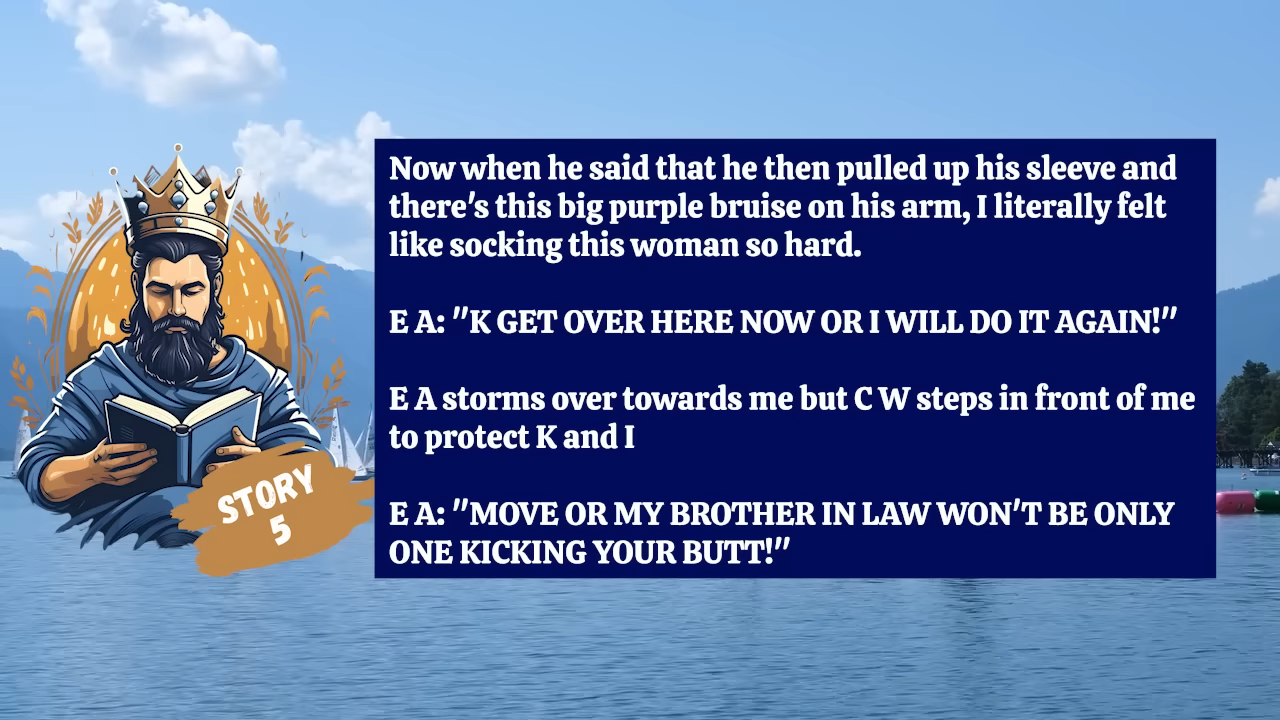 Now when he said that he then pulled up his sleeve and
there's this big purple bruise on his arm, I literally felt
like socking this woman so hard.
E A: "K GET OVER HERE NOW OR I WILL DO IT AGAIN!"
E A storms over towards me but C W steps in front of me
to protect K and I
E A: "MOVE OR MY BROTHER IN LAW WON'T BE ONLY
ONE KICKING YOUR BUTT!"
STORY
5